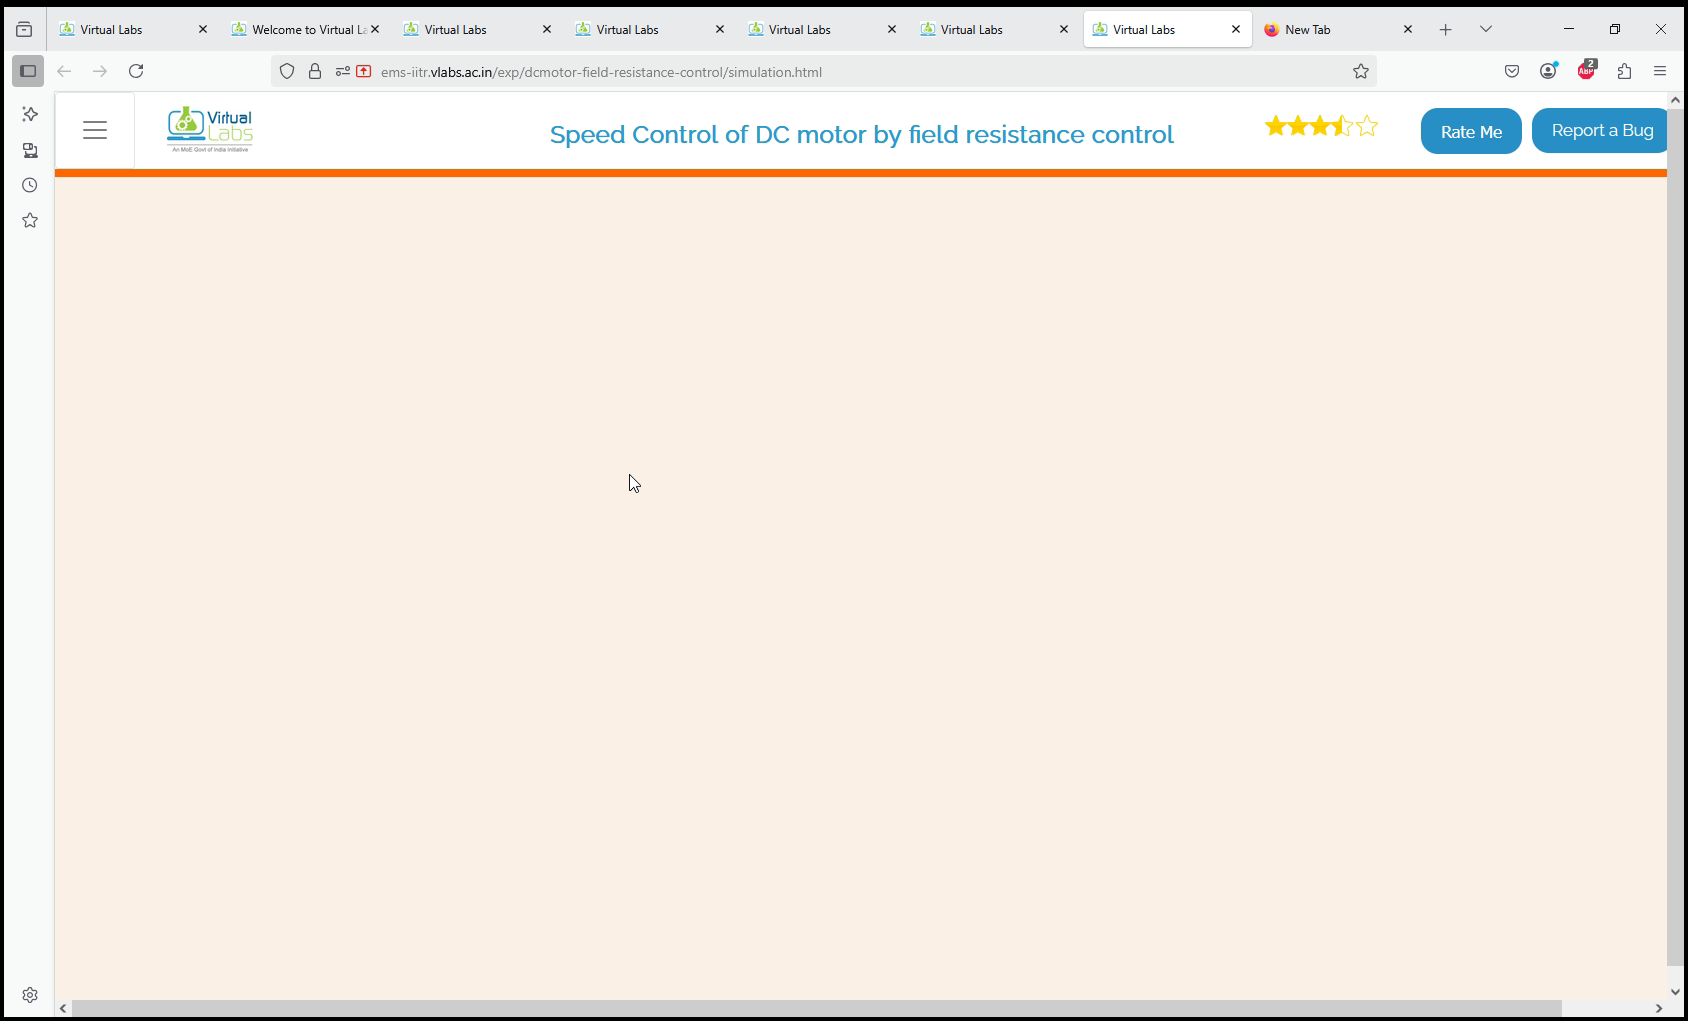 Virtual Labs
Welcome to Virtual La
Virtual Labs
Virtual Labs
Virtual Labs
Virtual Labs
Virtual Labs
New Tab
ems-iitr.vlabs.ac.in/exp/dcmotor-field-resistance-control/simulation.html
ABP
2
Virtual
Labs
An MoE Govt of India Initiative
Speed Control of DC motor by field resistance control
Rate Me
Report a Bug